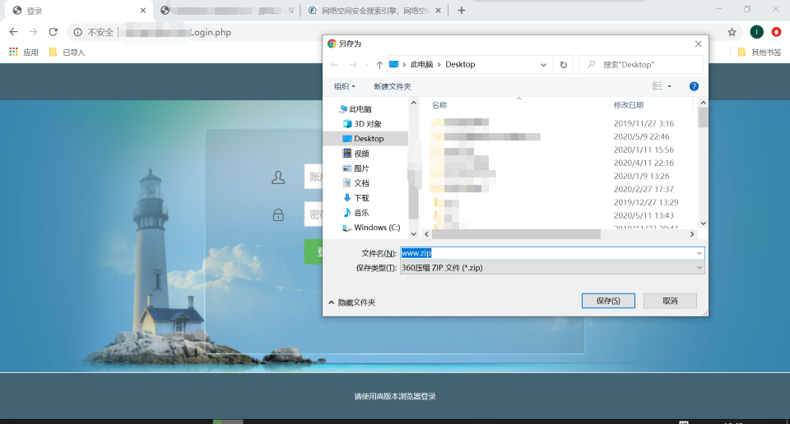 登录
网络空间安全搜索引擎，网络空
不安全
Login.php
应用
已导入
其他书签
另存为
此电脑
Desktop
搜索"Desktop"
组织
新建文件夹
此电脑
3D 对象
Desktop
视频
图片
文档
下载
音乐
Windows (C:)
名称
修改日期
2019/11/27 3:16
2020/5/9 22:46
2020/1/11 15:56
2020/4/11 22:16
2020/1/9 13:26
2020/2/27 17:37
2019/12/27 13:29
2020/5/11 13:43
文件名(N):
www.zip
保存类型(T):
360压缩 ZIP 文件 (*.zip)
隐藏文件夹
保存(S)
取消
请使用高版本浏览器登录